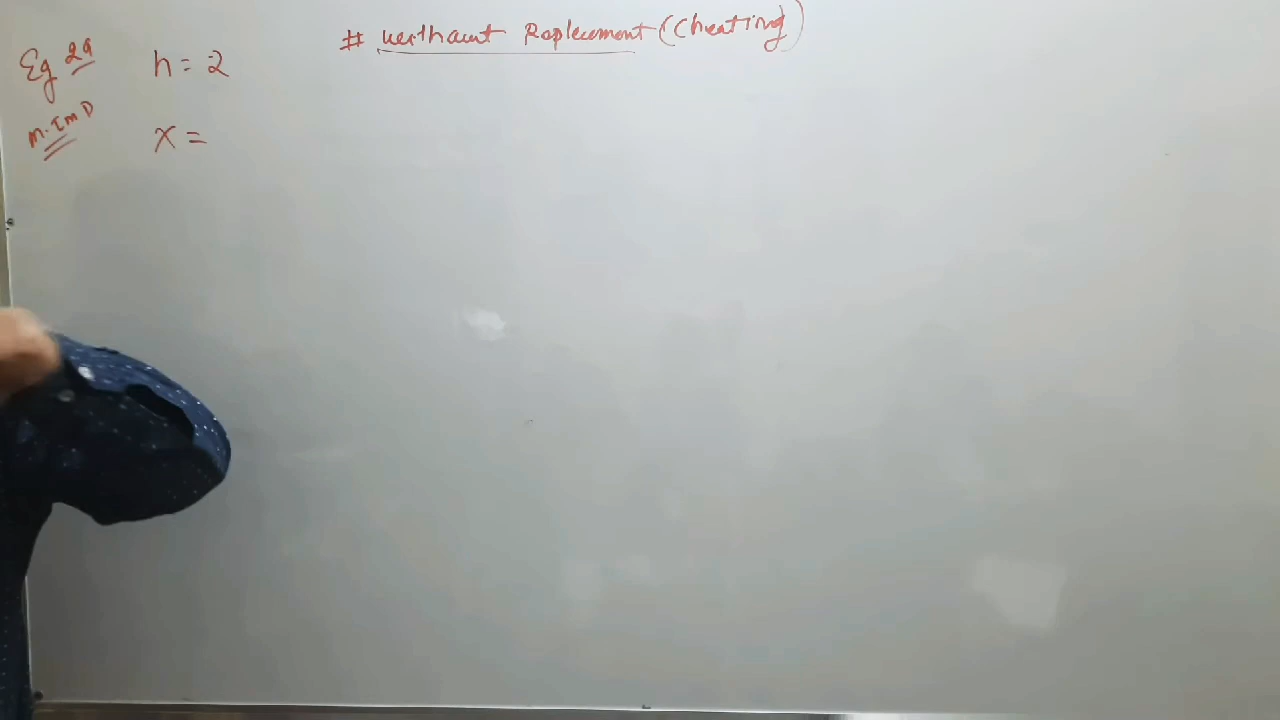 # Without Replacement (Cheating)
Eg 29 n = 2
M. Imp x =